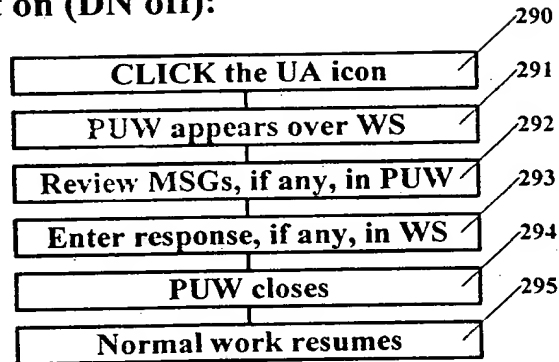 on (DN off):
290
CLICK the UA icon
291
PUW appears over WS
292
Review MSGs, if any, in PUW
293
Enter response, if any, in WS
294
PUW closes
295
Normal work resumes